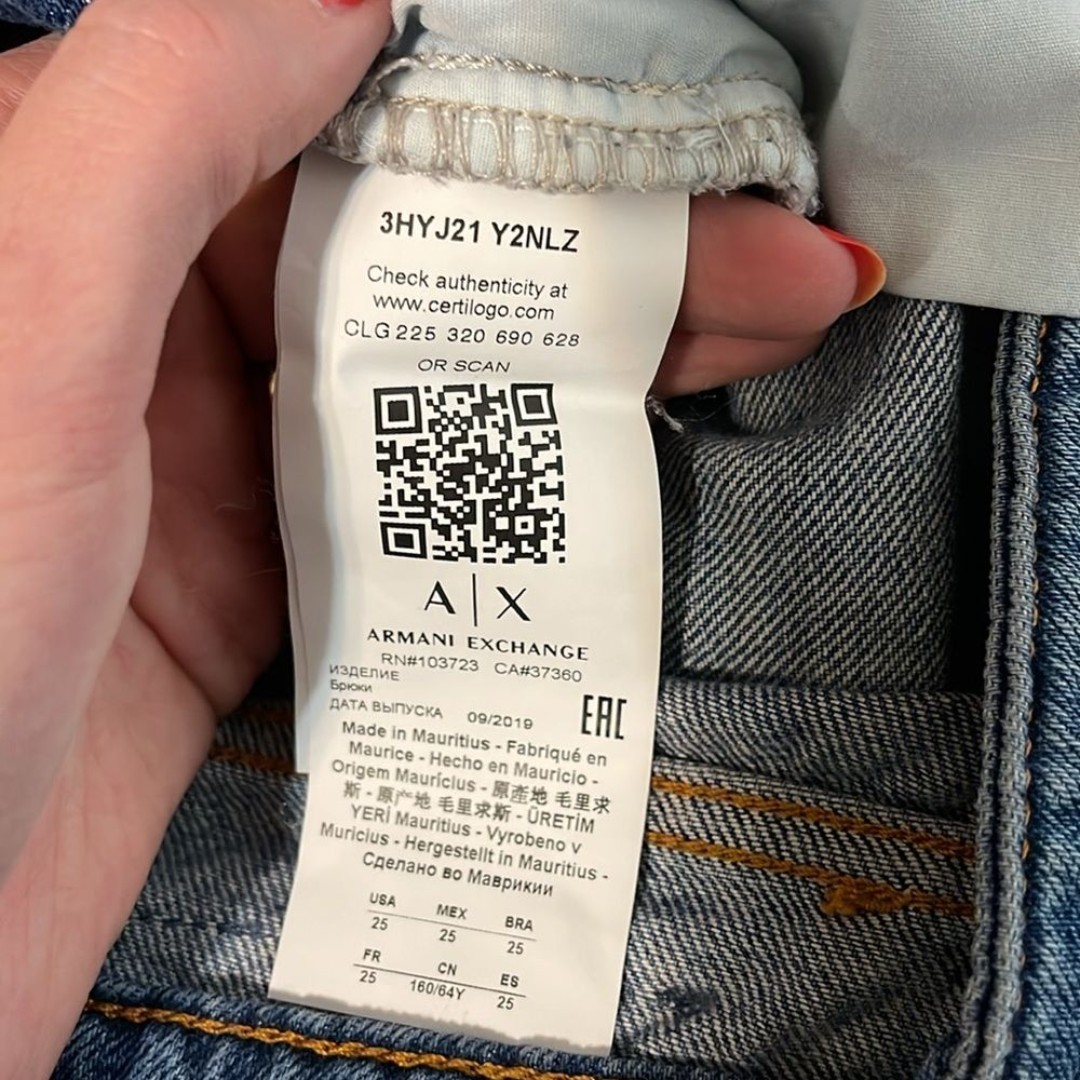 3HYJ21 Y2NLZ
Check authenticity at
www.certilogo.com
CLG 225 320 690 628
OR SCAN
A|X
ARMANI EXCHANGE
RN#103723 CA#37360
ИЗДЕЛИЕ
Брюки
ДАТА ВЫПУСКА 09/2019
EAC
Made in Mauritius - Fabriqué en
Maurice - Hecho en Mauricio -
Origem Maurícius - 原產地 毛里求
斯 - 原产地 毛里求斯 - ÜRETİM
YERİ Mauritius - Vyrobeno v
Muricius - Hergestellt in Mauritius -
Сделано во Маврикии
USA MEX BRA
25 25 25
FR CN ES
25 160/64Y 25